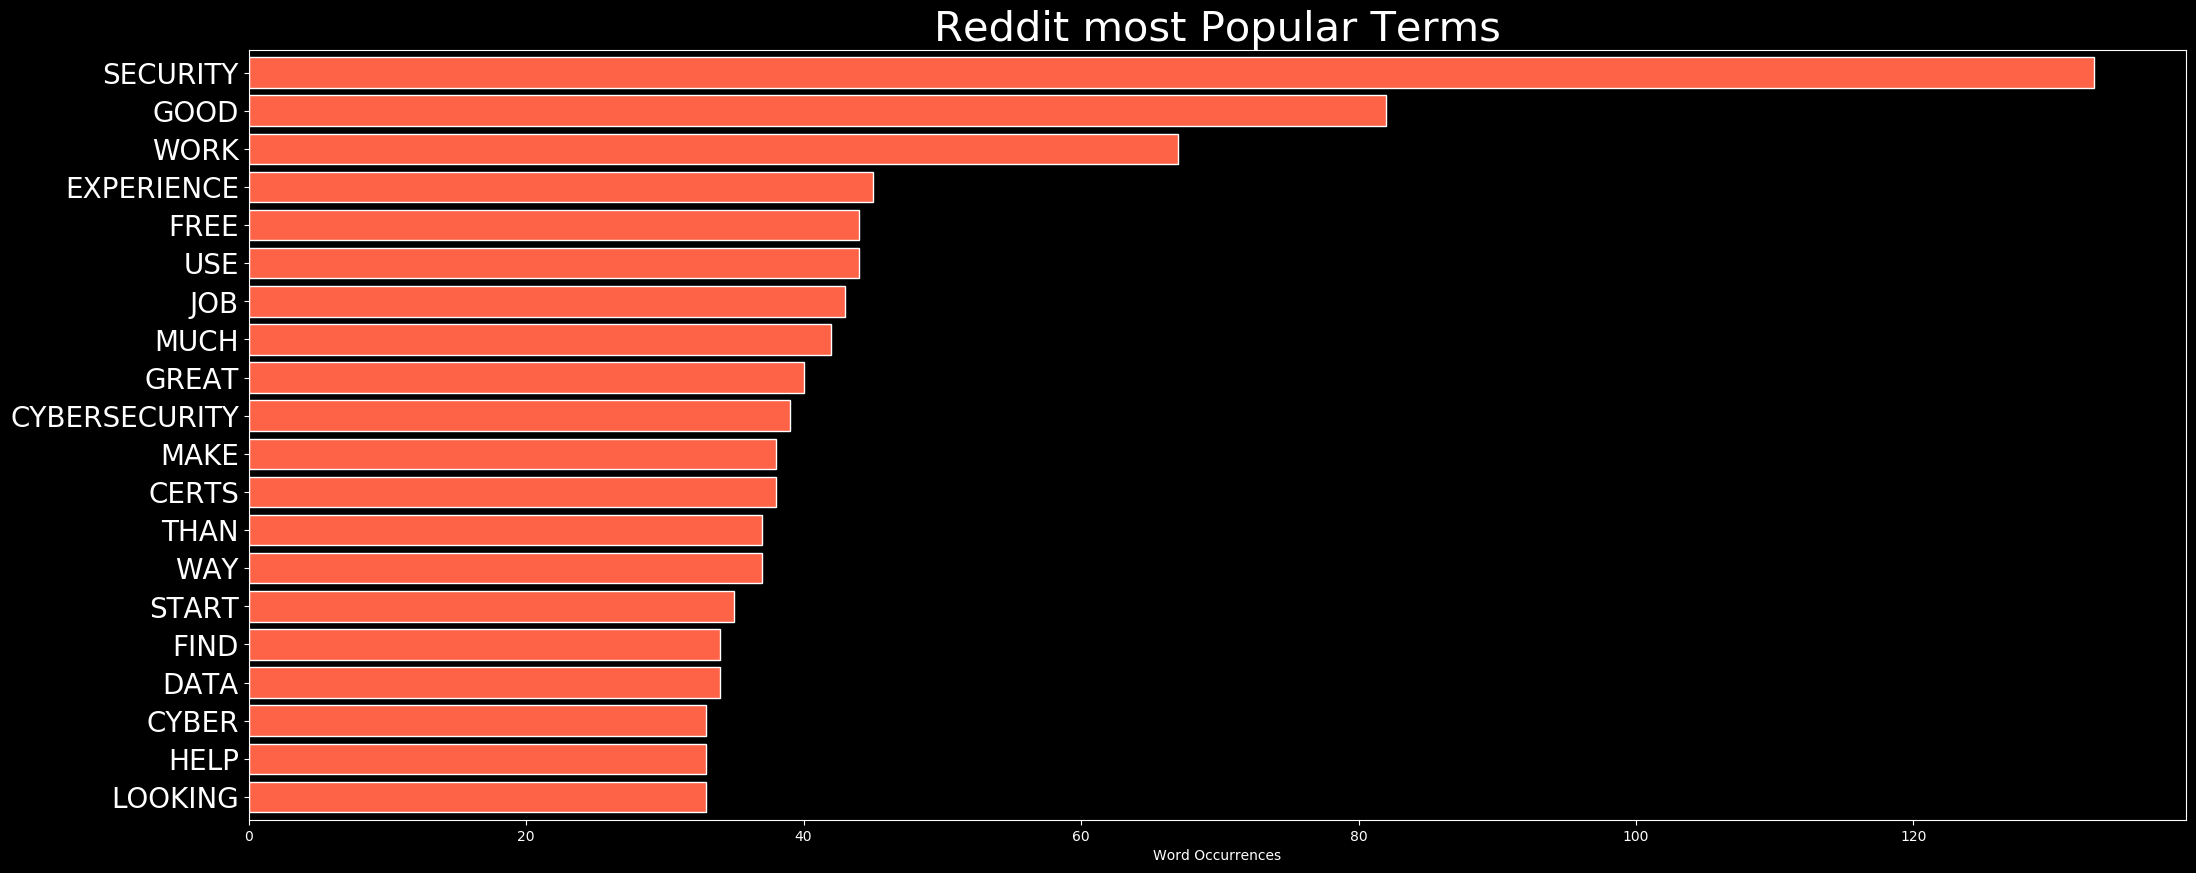 Reddit most Popular Terms
SECURITY
GOOD
WORK
EXPERIENCE
FREE
USE
JOB
MUCH
GREAT
CYBERSECURITY
MAKE
CERTS
THAN
WAY
START
FIND
DATA
CYBER
HELP
LOOKING
0 20 40 60 80 100 120
Word Occurrences